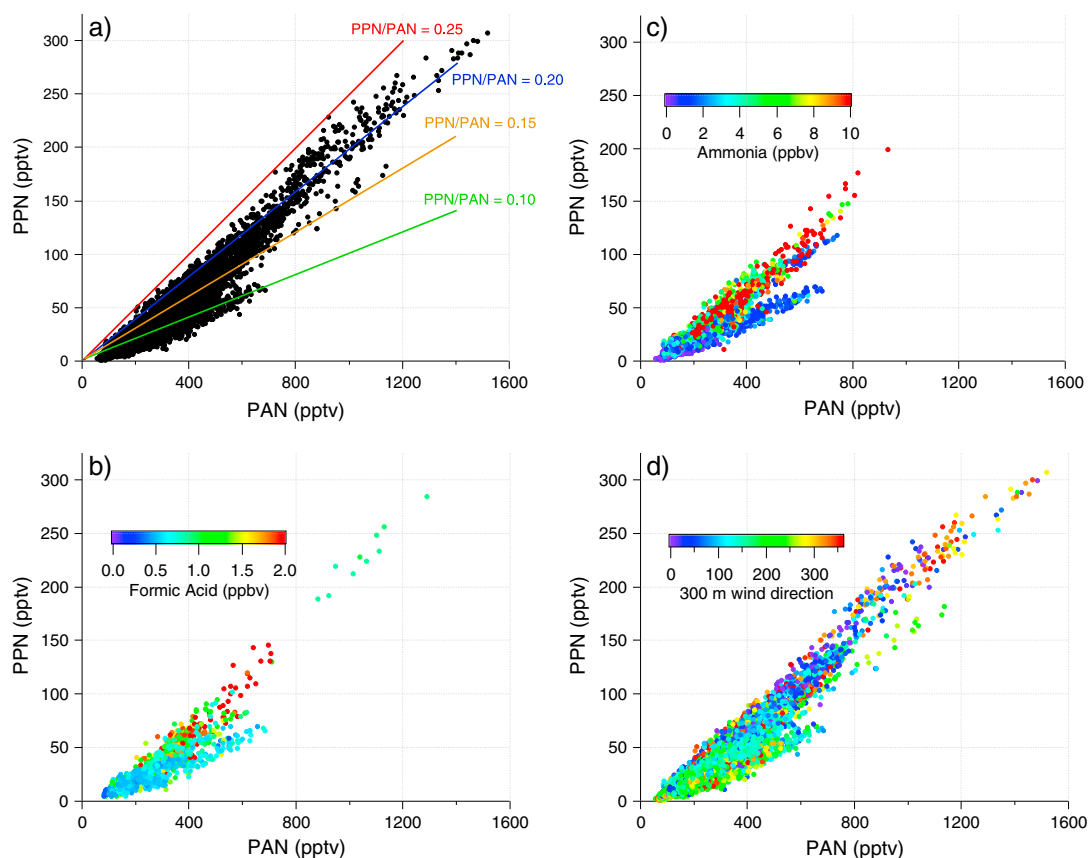 a)
PPN/PAN = 0.25
PPN/PAN = 0.20
PPN/PAN = 0.15
PPN/PAN = 0.10
PPN (pptv)
300
250
200
150
100
50
0
0 400 800 1200 1600
PAN (pptv)
c)
0 2 4 6 8 10
Ammonia (ppbv)
PPN (pptv)
300
250
200
150
100
50
0
0 400 800 1200 1600
PAN (pptv)
b)
0.0 0.5 1.0 1.5 2.0
Formic Acid (ppbv)
PPN (pptv)
300
250
200
150
100
50
0
0 400 800 1200 1600
PAN (pptv)
d)
0 100 200 300
300 m wind direction
PPN (pptv)
300
250
200
150
100
50
0
0 400 800 1200 1600
PAN (pptv)